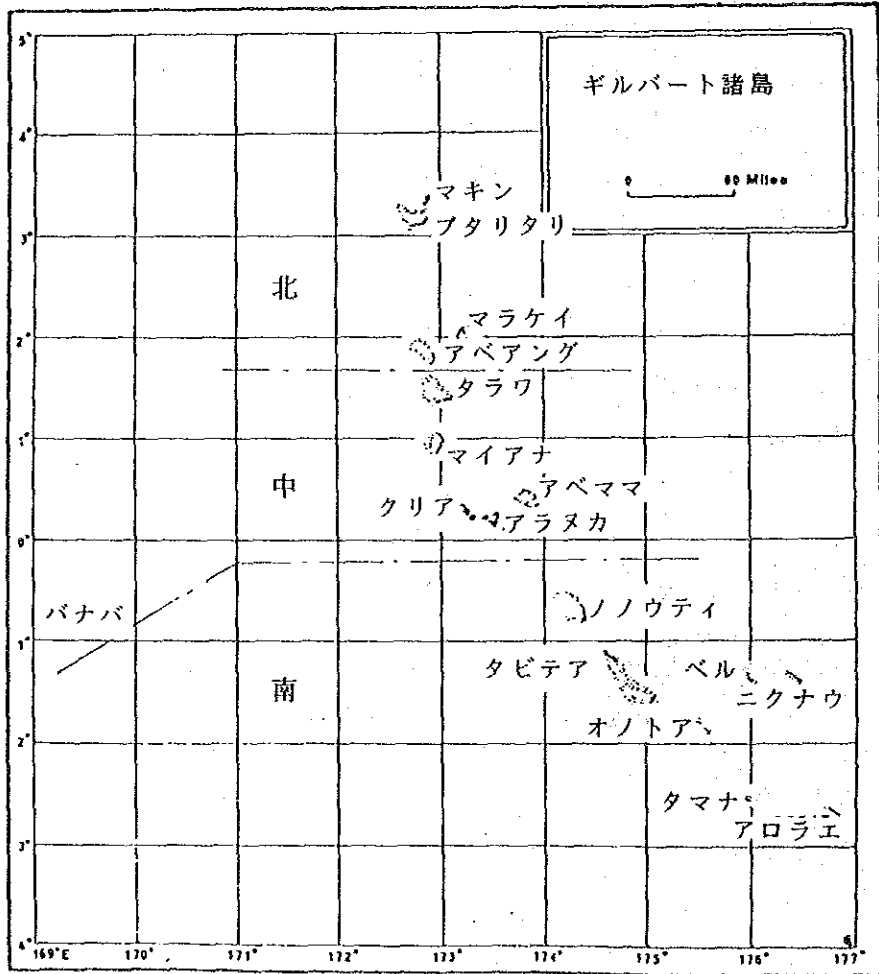 ギルバート諸島
0 60 Miles
5°
4°
3°
2°
1°
0°
1°
2°
3°
4°
マキン
ブタリタリ
北
マラケイ
アベアング
タラワ
マイアナ
中
アベママ
クリア
アラヌカ
バナバ
ノノウティ
南
タビテア
ベル
ニクナウ
オノトア
タマナ
アロラエ
169°E 170° 171° 172° 173° 174° 175° 176° 177°